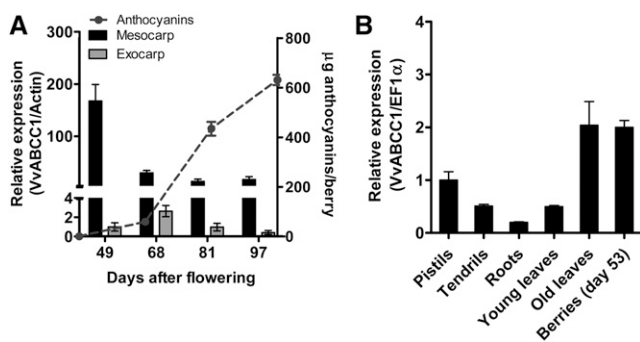 A
Anthocyanins
Mesocarp
Exocarp
Relative expression
(VvABCC1/Actin)
300
200
100
4
2
0
800
600
400
200
0
µg anthocyanins/berry
49 68 81 97
Days after flowering
B
Relative expression
(VvABCC1/EF1α)
4
3
2
1
0
Pistils
Tendrils
Roots
Young leaves
Old leaves
Berries (day 53)